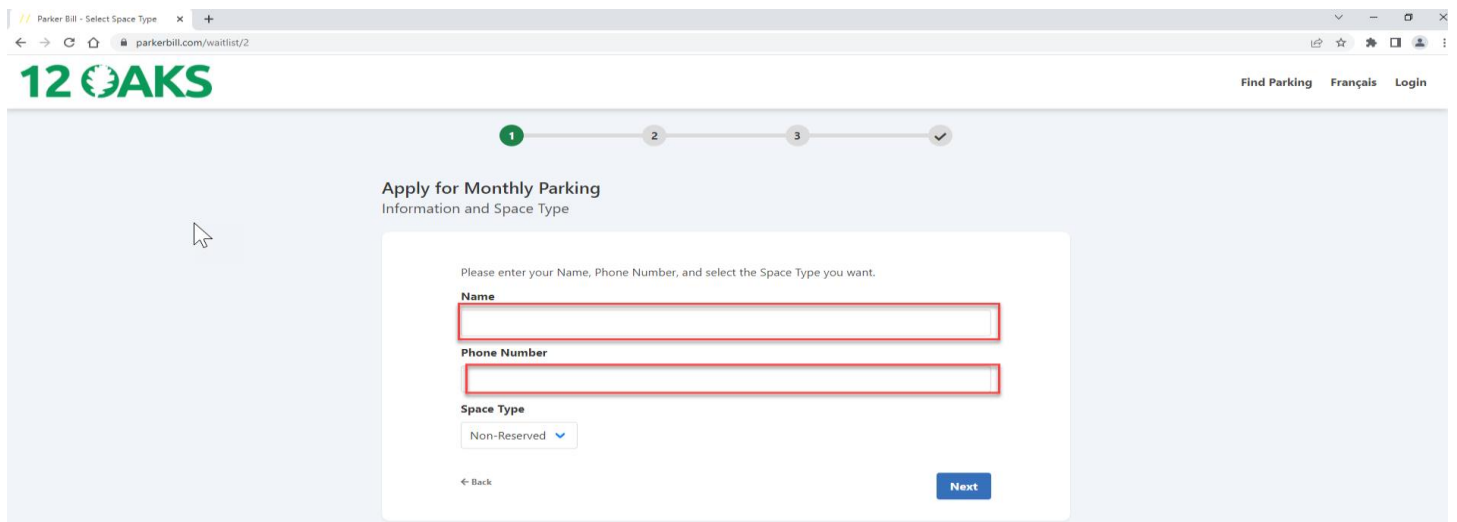 Parker Bill - Select Space Type
parkerbill.com/waitlist/2
12 OAKS
Find Parking Français Login
1 2 3
Apply for Monthly Parking
Information and Space Type
Please enter your Name, Phone Number, and select the Space Type you want.
Name
Phone Number
Space Type
Non-Reserved
← Back
Next